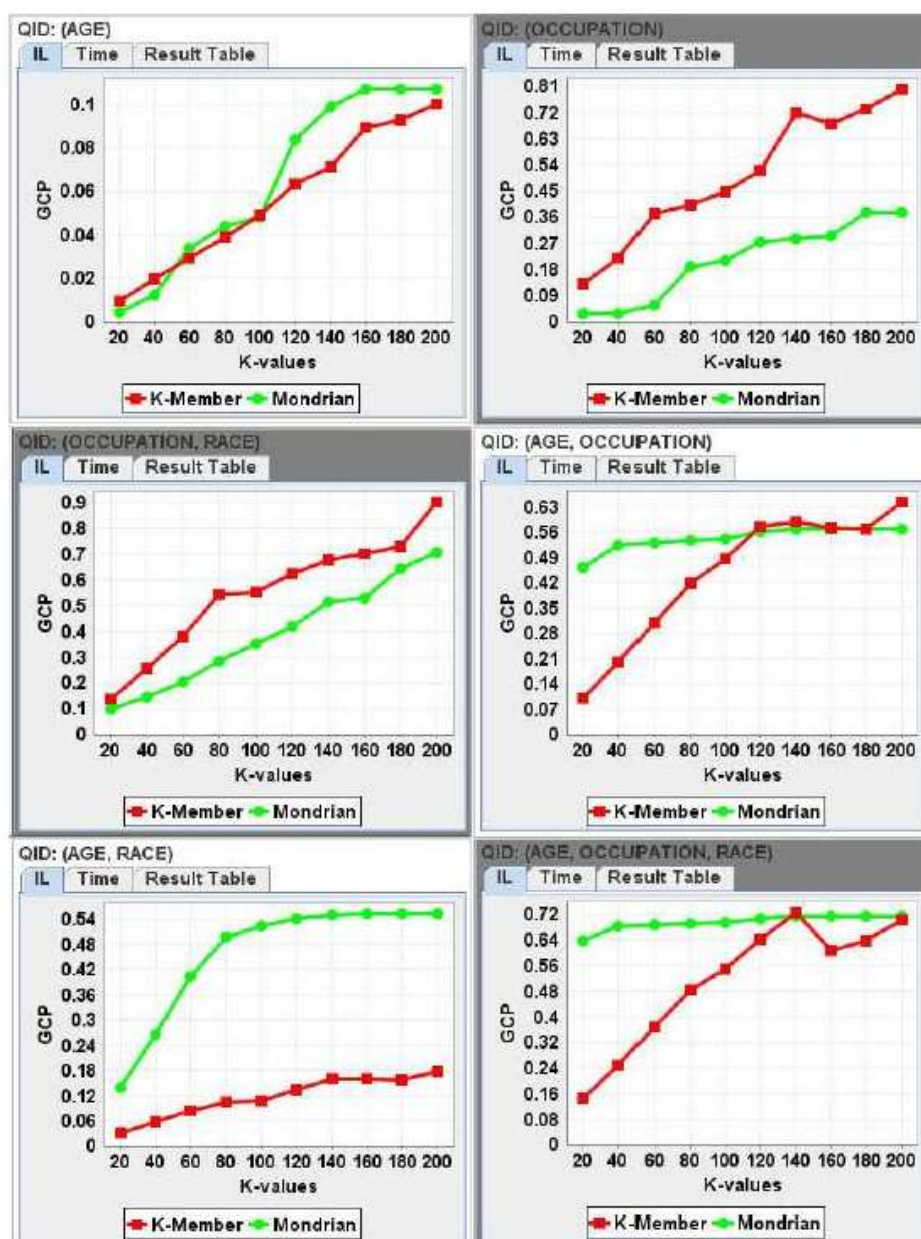 QID: (AGE)
IL Time Result Table
0.1
0.08
0.06
0.04
0.02
0
GCP
20 40 60 80 100 120 140 160 180 200
K-values
K-Member Mondrian
QID: (OCCUPATION)
IL Time Result Table
0.81
0.72
0.63
0.54
0.45
0.36
0.27
0.18
0.09
0
GCP
20 40 60 80 100 120 140 160 180 200
K-values
K-Member Mondrian
QID: (OCCUPATION, RACE)
IL Time Result Table
0.9
0.8
0.7
0.6
0.5
0.4
0.3
0.2
0.1
0
GCP
20 40 60 80 100 120 140 160 180 200
K-values
K-Member Mondrian
QID: (AGE, OCCUPATION)
IL Time Result Table
0.63
0.56
0.49
0.42
0.35
0.28
0.21
0.14
0.07
0
GCP
20 40 60 80 100 120 140 160 180 200
K-values
K-Member Mondrian
QID: (AGE, RACE)
IL Time Result Table
0.54
0.48
0.42
0.36
0.3
0.24
0.18
0.12
0.06
0
GCP
20 40 60 80 100 120 140 160 180 200
K-values
K-Member Mondrian
QID: (AGE, OCCUPATION, RACE)
IL Time Result Table
0.72
0.64
0.56
0.48
0.4
0.32
0.24
0.16
0.08
0
GCP
20 40 60 80 100 120 140 160 180 200
K-values
K-Member Mondrian